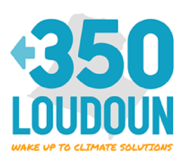 350
LOUDOUN
WAKE UP TO CLIMATE SOLUTIONS